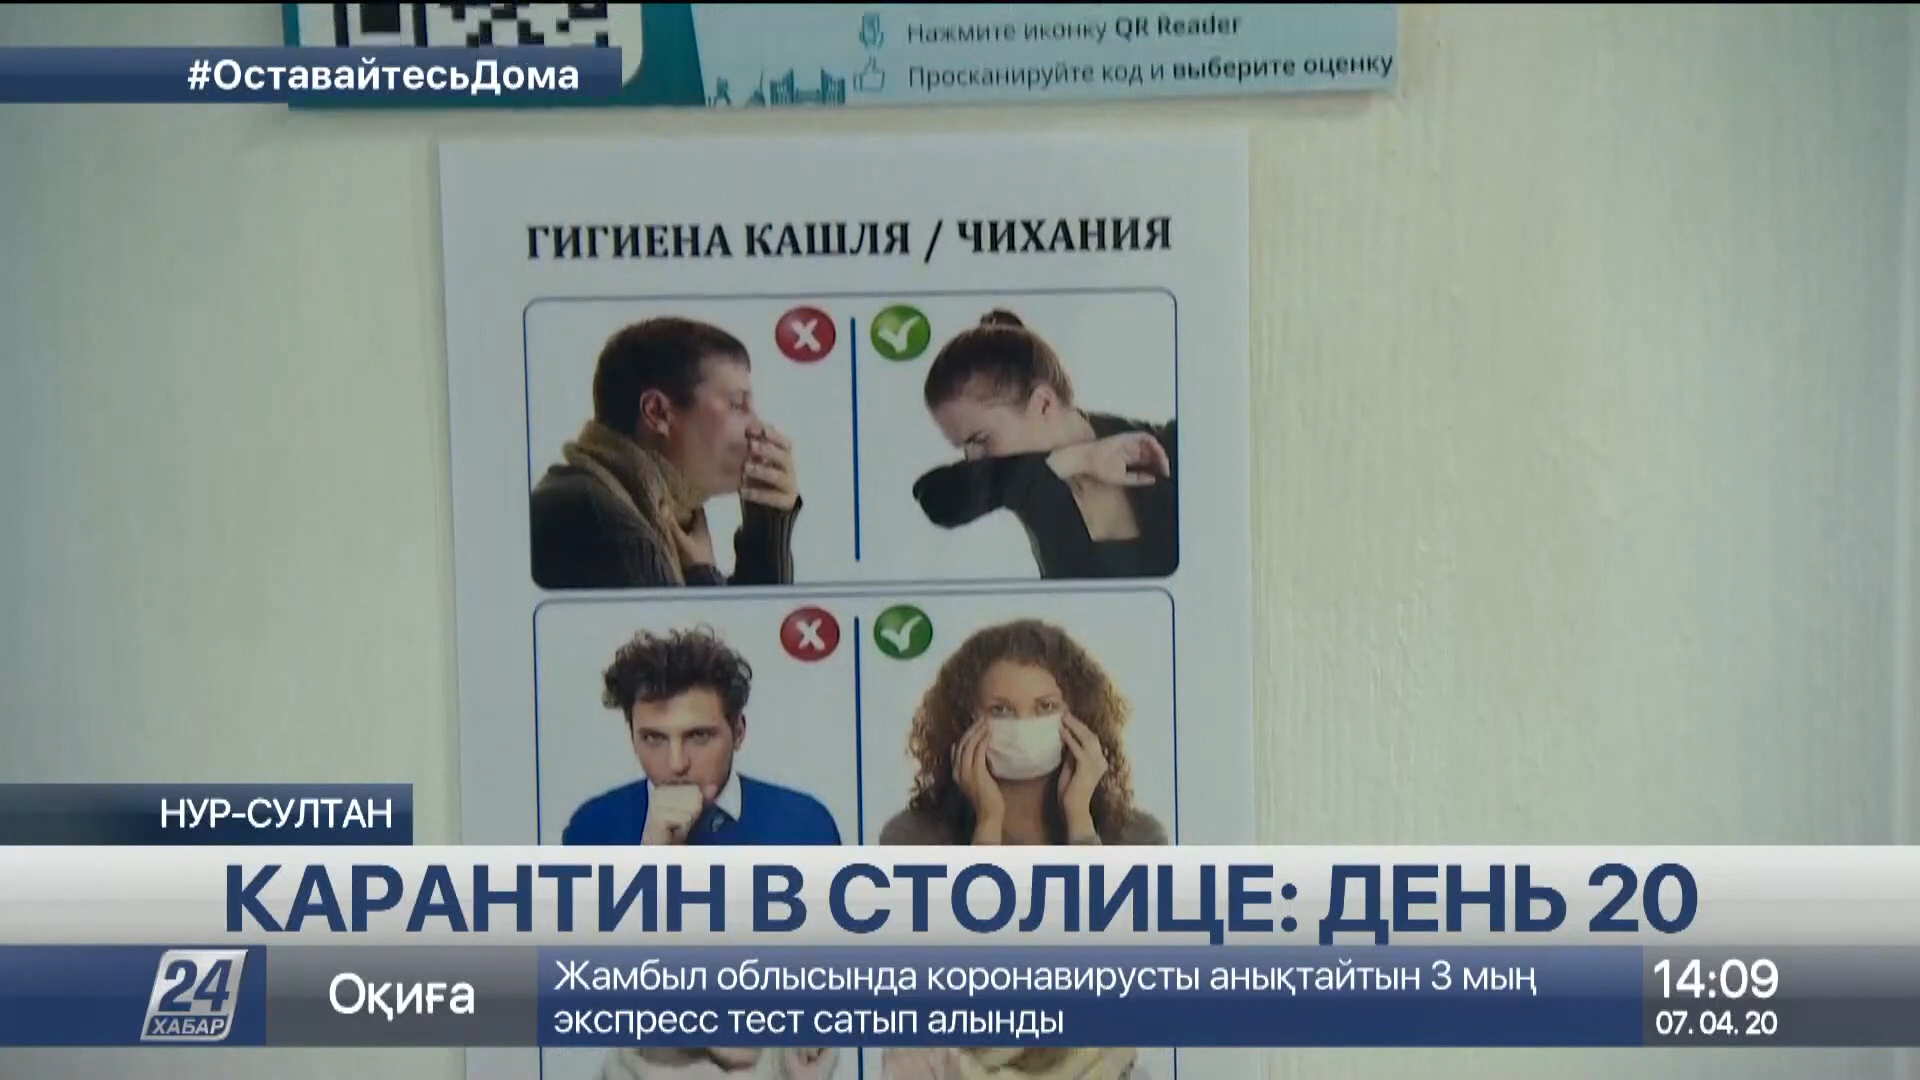 Нажмите иконку QR Reader
Просканируйте код и выберите оценку
#ОставайтесьДома
ГИГИЕНА КАШЛЯ / ЧИХАНИЯ
НУР-СУЛТАН
КАРАНТИН В СТОЛИЦЕ: ДЕНЬ 20
24
ХАБАР
Оқиға
Жамбыл облысында коронавирусты анықтайтын 3 мың
экспресс тест сатып алынды
14:09
07. 04. 20